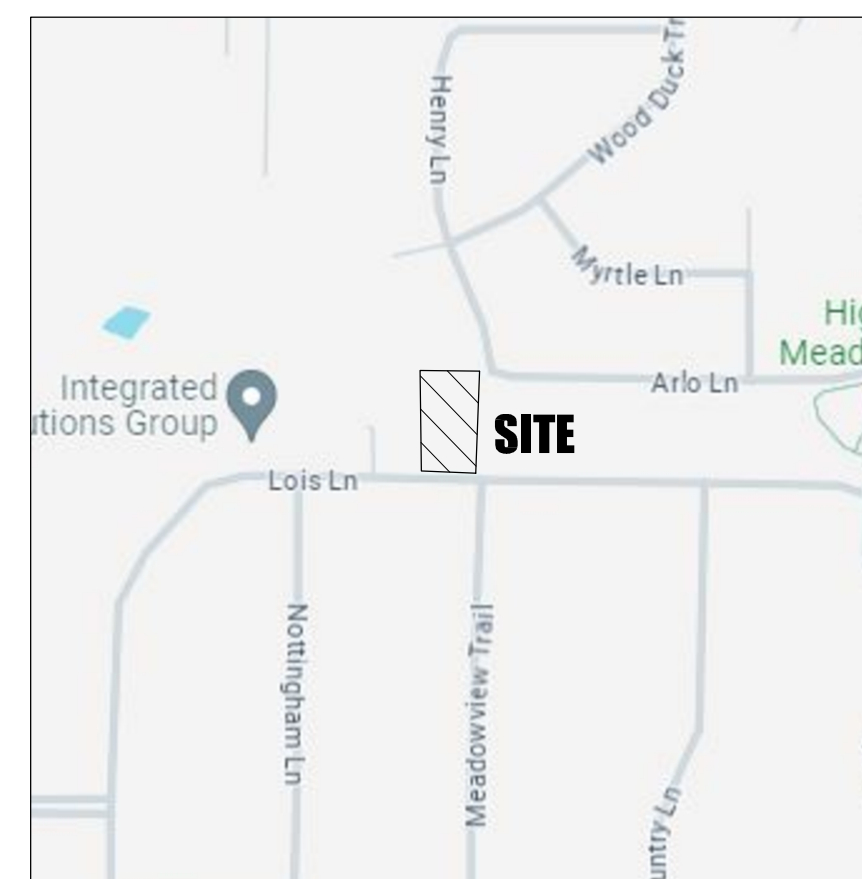 Henry Ln
Wood Duck Tr
Myrtle Ln
Hig
Mead
Arlo Ln
Integrated
utions Group
SITE
Lois Ln
Nottingham Ln
Meadowview Trail
untry Ln